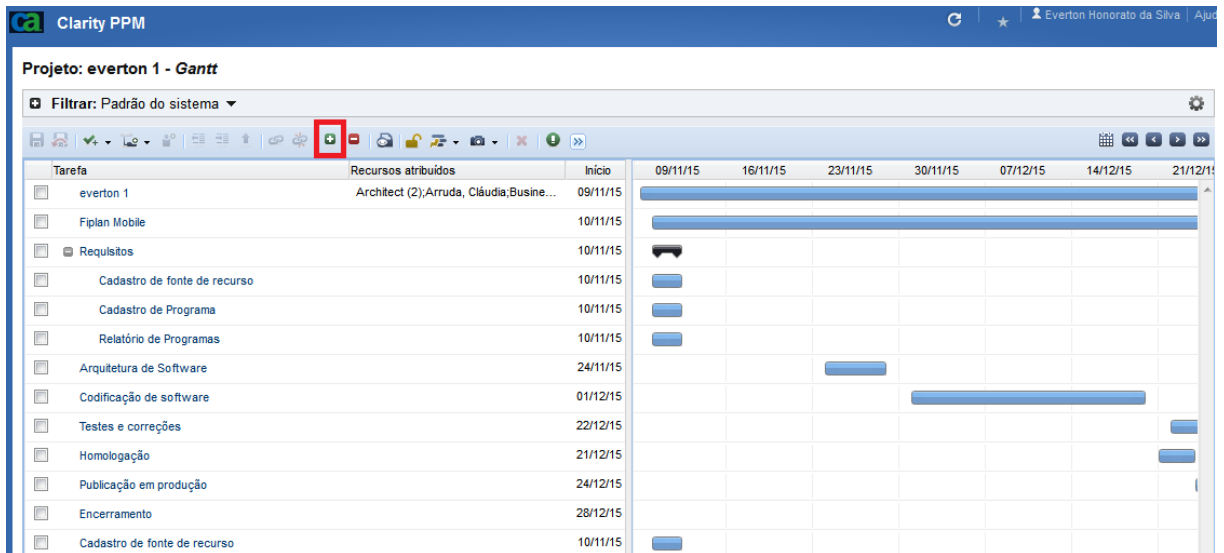 ca Clarity PPM Everton Honorato da Silva Ajud
Projeto: everton 1 - Gantt
Filtrar: Padrão do sistema
Tarefa Recursos atribuídos Início 09/11/15 16/11/15 23/11/15 30/11/15 07/12/15 14/12/15 21/12/15
everton 1 Architect (2);Arruda, Cláudia;Busine... 09/11/15
Fiplan Mobile 10/11/15
RequIsitos 10/11/15
Cadastro de fonte de recurso 10/11/15
Cadastro de Programa 10/11/15
Relatório de Programas 10/11/15
Arquitetura de Software 24/11/15
Codificação de software 01/12/15
Testes e correções 22/12/15
Homologação 21/12/15
Publicação em produção 24/12/15
Encerramento 28/12/15
Cadastro de fonte de recurso 10/11/15